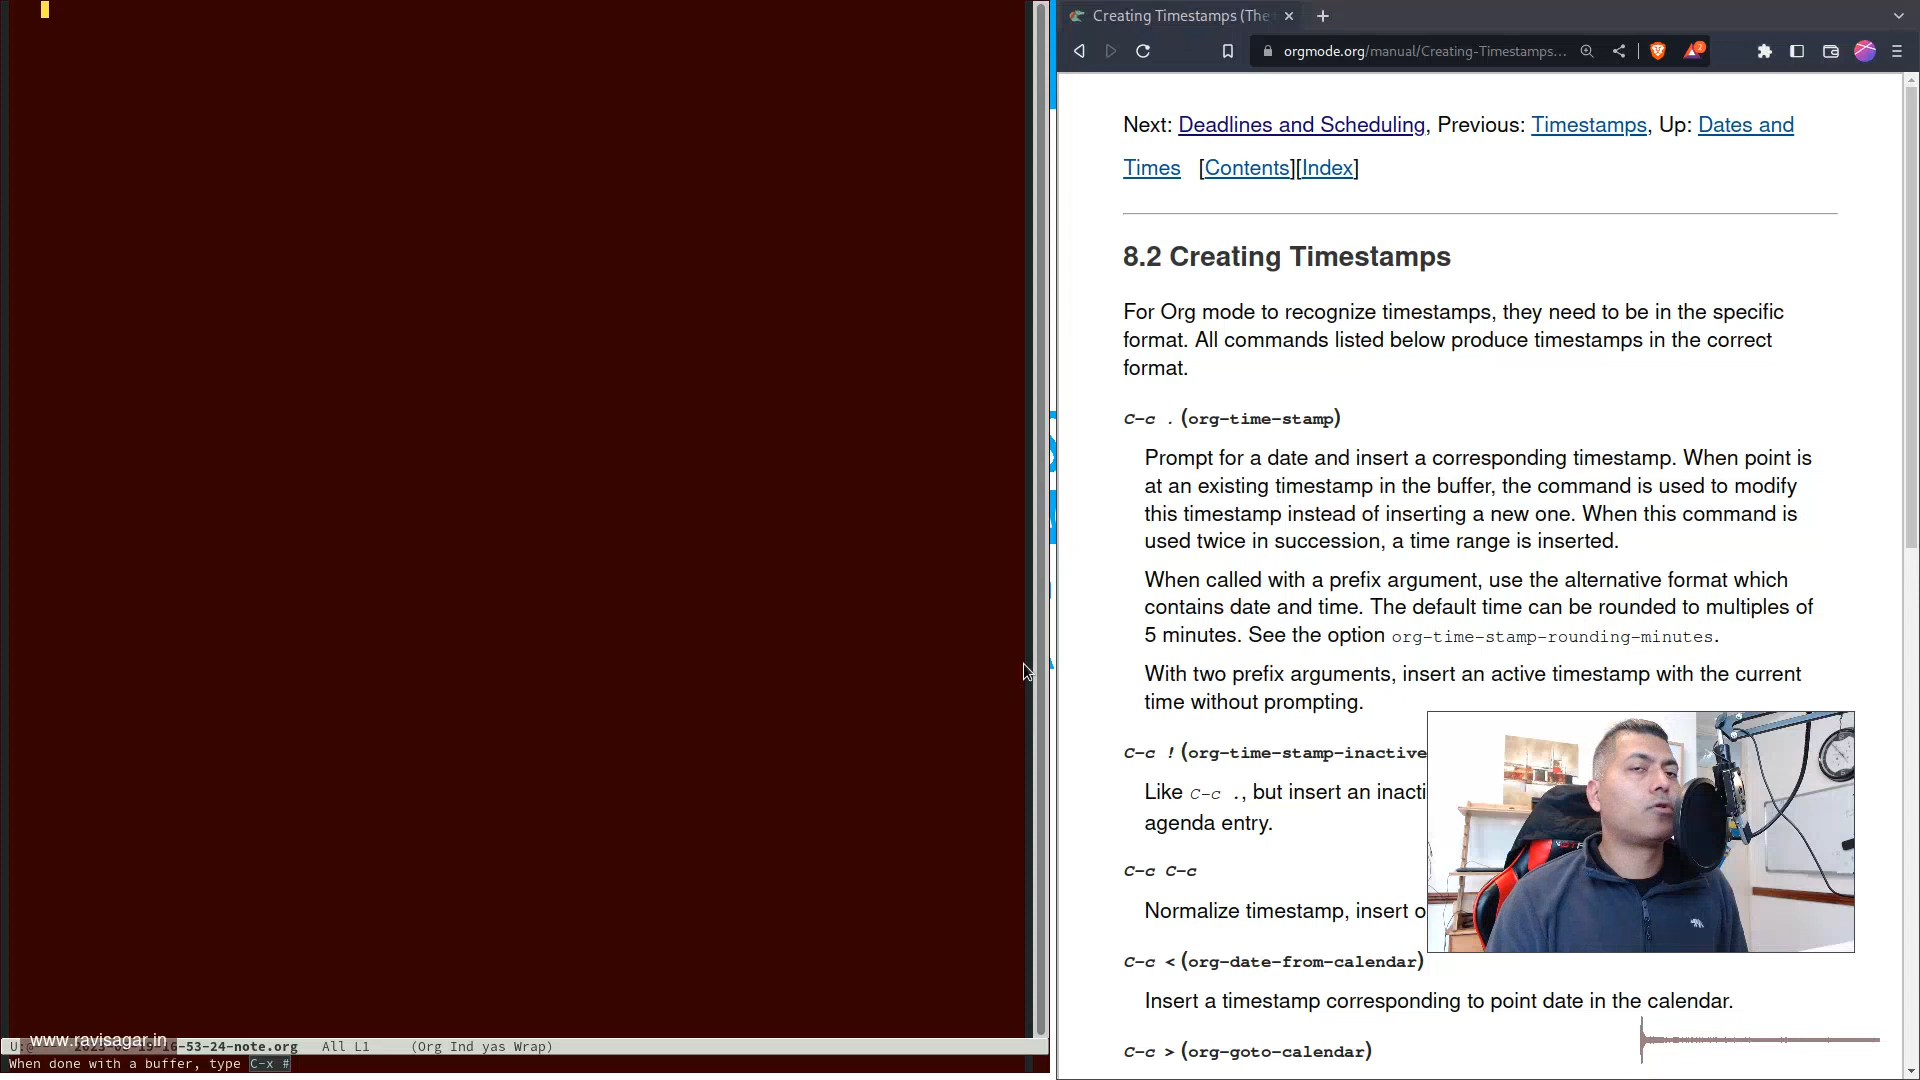 Creating Timestamps (The
orgmode.org/manual/Creating-Timestamps...
2
Next: Deadlines and Scheduling, Previous: Timestamps, Up: Dates and
Times [Contents][Index]
8.2 Creating Timestamps
For Org mode to recognize timestamps, they need to be in the specific
format. All commands listed below produce timestamps in the correct
format.
C-c . (org-time-stamp)
Prompt for a date and insert a corresponding timestamp. When point is
at an existing timestamp in the buffer, the command is used to modify
this timestamp instead of inserting a new one. When this command is
used twice in succession, a time range is inserted.
When called with a prefix argument, use the alternative format which
contains date and time. The default time can be rounded to multiples of
5 minutes. See the option org-time-stamp-rounding-minutes.
With two prefix arguments, insert an active timestamp with the current
time without prompting.
C-c ! (org-time-stamp-inactive
Like C-c ., but insert an inacti
agenda entry.
C-c C-c
Normalize timestamp, insert o
C-c < (org-date-from-calendar)
Insert a timestamp corresponding to point date in the calendar.
C-c > (org-goto-calendar)
www.ravisagar.in
-53-24-note.org All L1 (Org Ind yas Wrap)
When done with a buffer, type C-x #